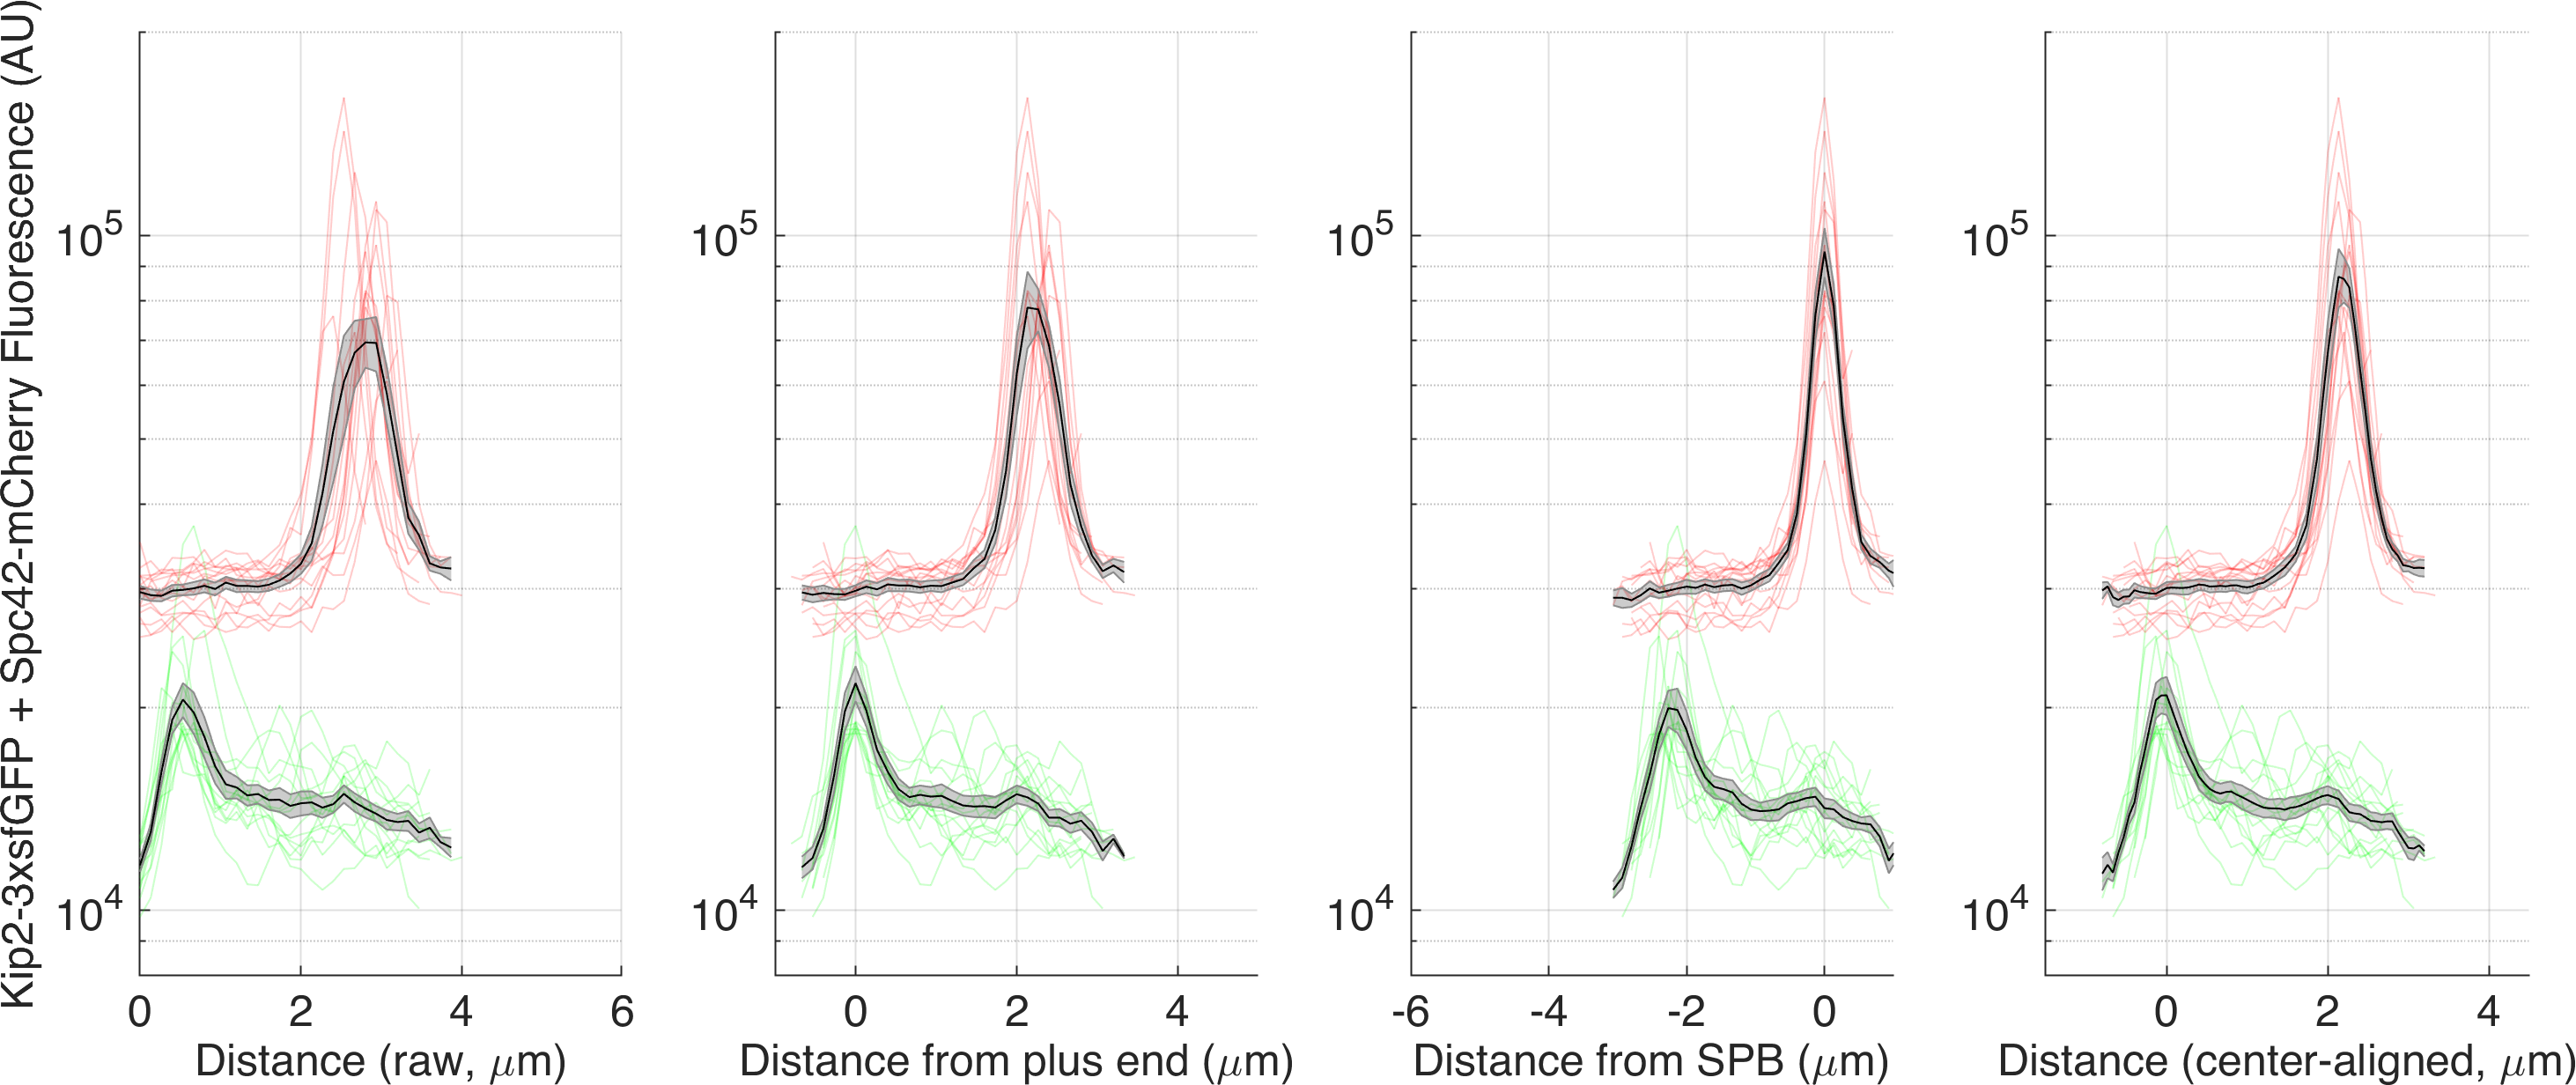 Kip2-3xsfGFP + Spc42-mCherry Fluorescence (AU)
10^5
10^4
0 2 4 6
Distance (raw, μm)
10^5
10^4
0 2 4
Distance from plus end (μm)
10^5
10^4
-6 -4 -2 0
Distance from SPB (μm)
10^5
10^4
0 2 4
Distance (center-aligned, μm)